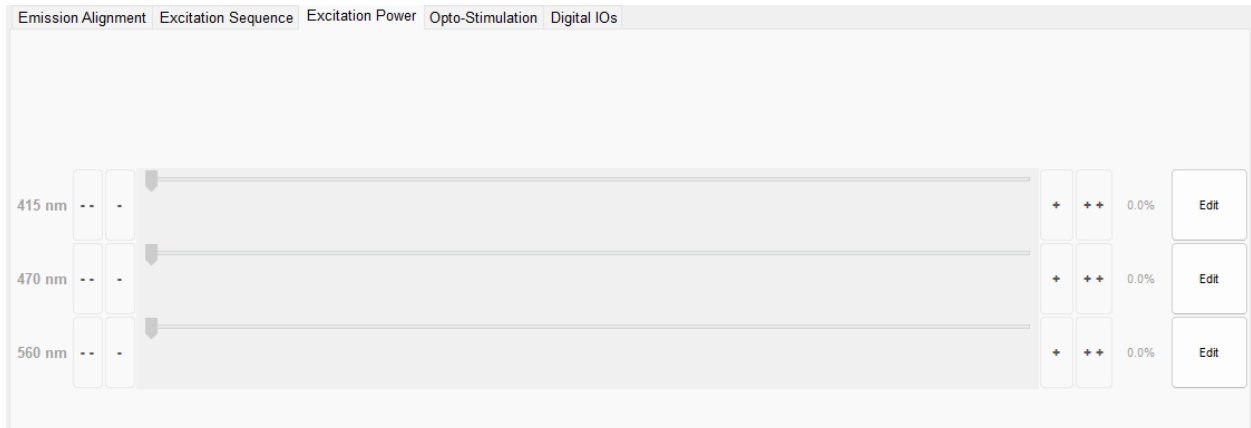 Emission Alignment Excitation Sequence Excitation Power Opto-Stimulation Digital IOs
415 nm - - - + + + 0.0% Edit
470 nm - - - + + + 0.0% Edit
560 nm - - - + + + 0.0% Edit